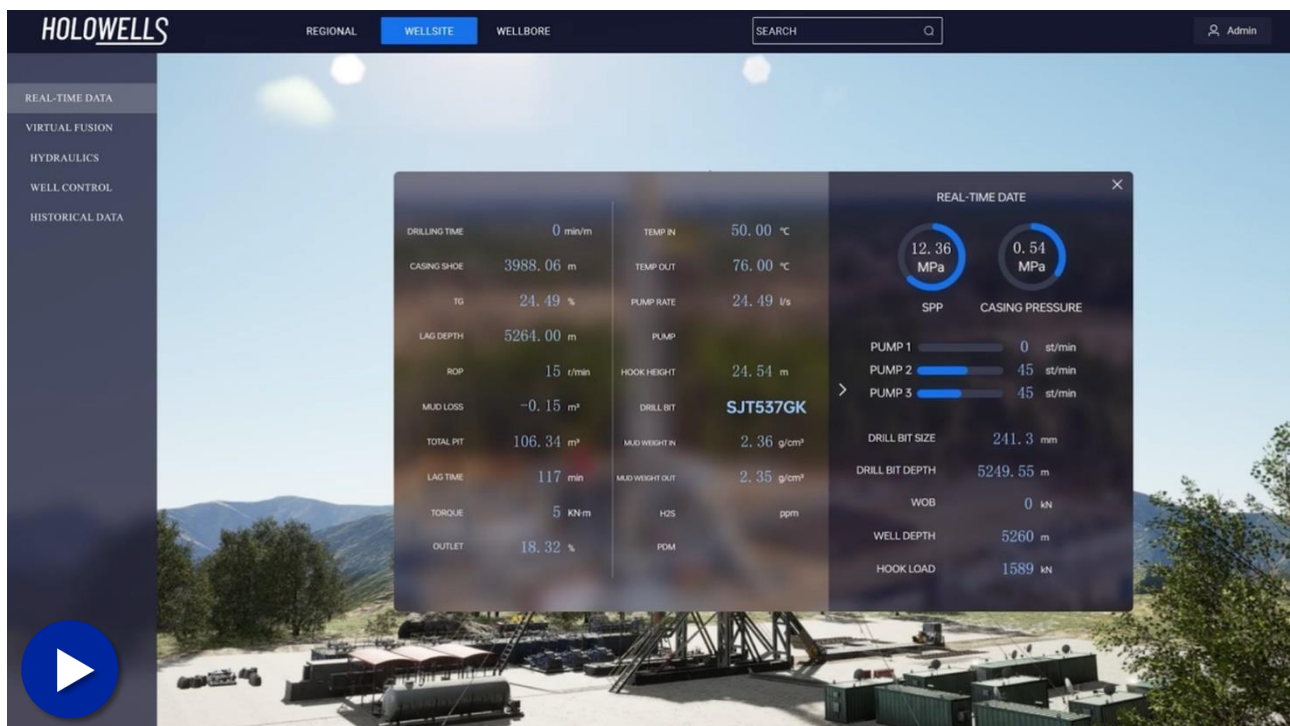 HOLOWELLS
REGIONAL WELLSITE WELLBORE SEARCH Admin
REAL-TIME DATA
VIRTUAL FUSION
HYDRAULICS
WELL CONTROL
HISTORICAL DATA
DRILLING TIME 0 min/m
CASING SHOE 3988.06 m
TG 24.49 %
LAG DEPTH 5264.00 m
ROP 15 r/min
MUD LOSS -0.15 m³
TOTAL PIT 106.34 m³
LAG TIME 117 min
TORQUE 5 KN·m
OUTLET 18.32 %
TEMP IN 50.00 ℃
TEMP OUT 76.00 ℃
PUMP RATE 24.49 l/s
PUMP
HOOK HEIGHT 24.54 m
DRILL BIT SJT537GK
MUD WEIGHT IN 2.36 g/cm³
MUD WEIGHT OUT 2.35 g/cm³
H2S ppm
PDM
REAL-TIME DATE
12.36 MPa
SPP
0.54 MPa
CASING PRESSURE
PUMP 1 0 st/min
PUMP 2 45 st/min
PUMP 3 45 st/min
DRILL BIT SIZE 241.3 mm
DRILL BIT DEPTH 5249.55 m
WOB 0 kN
WELL DEPTH 5260 m
HOOK LOAD 1589 kN